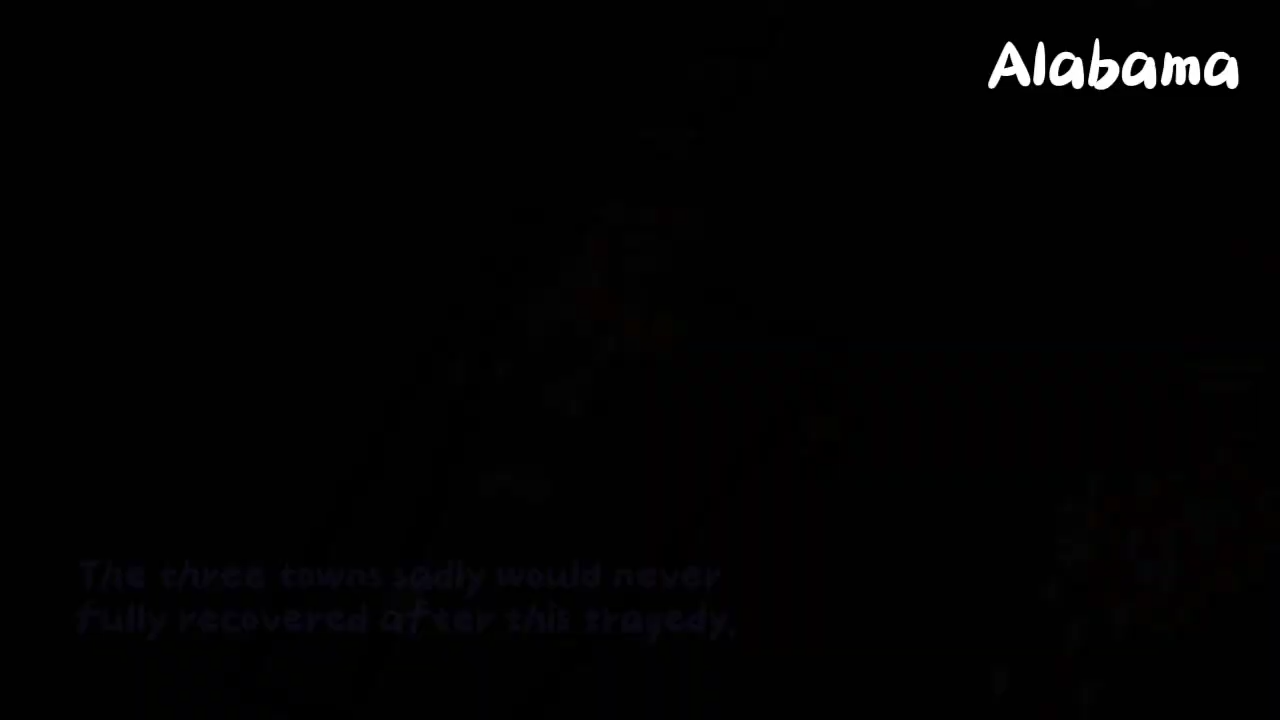 Alabama
The three towns sadly would never
fully recovered after this tragedy.